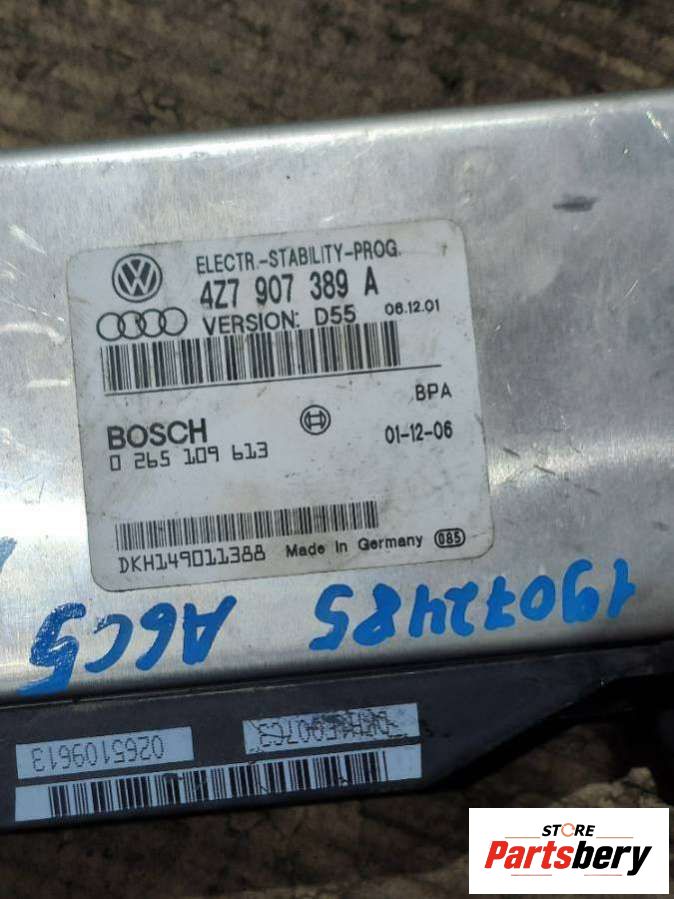 ELECTR.-STABILITY-PROG.
4Z7 907 389 A
VERSION: D55 06.12.01
BPA
BOSCH 01-12-06
0 265 109 613
DKH149011388 Made in Germany 085
19072485 A6C5
0265109613
STORE
Partsbery